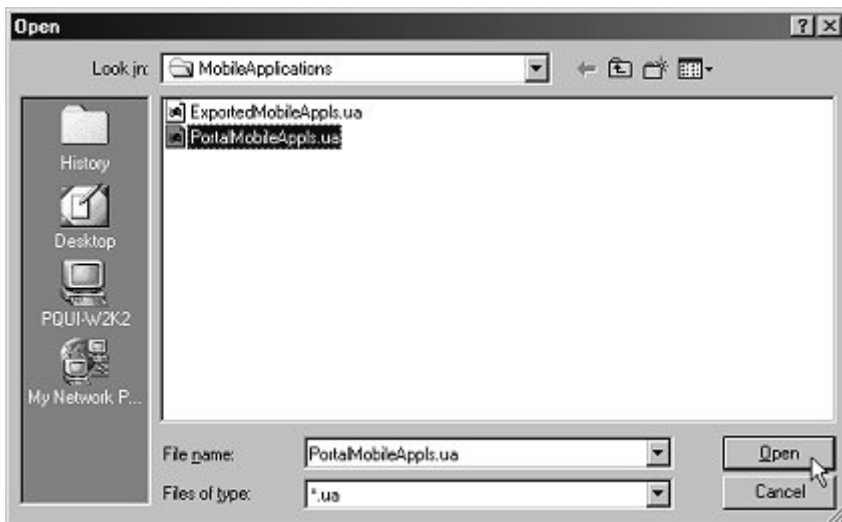 Open
Look in:
MobileApplications
ExportedMobileAppls.ua
PortalMobileAppls.ua
History
Desktop
PQUI-W2K2
My Network P...
File name:
PortalMobileAppls.ua
Open
Files of type:
*.ua
Cancel